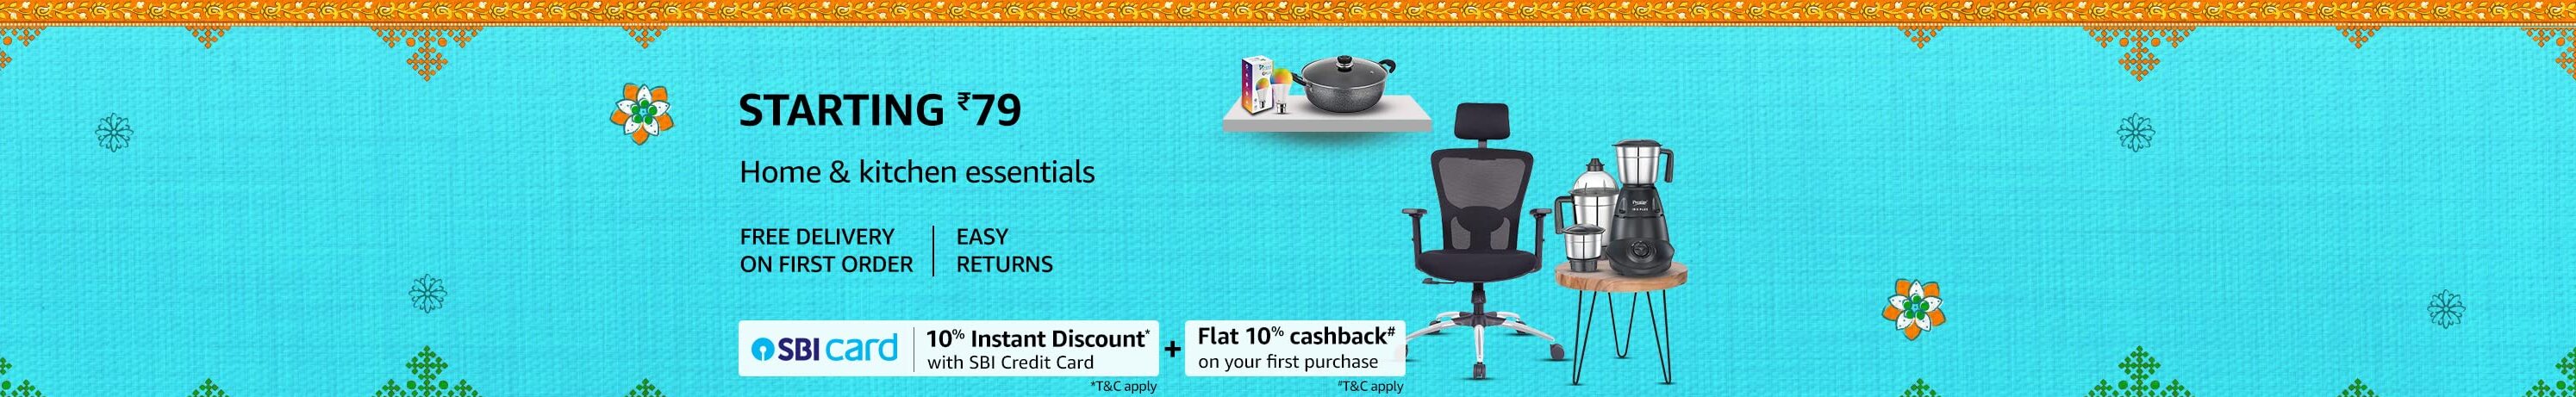 STARTING ₹79
Home & kitchen essentials
FREE DELIVERY
ON FIRST ORDER
EASY
RETURNS
SBI card
10% Instant Discount*
with SBI Credit Card
*T&C apply
+
Flat 10% cashback#
on your first purchase
#T&C apply
Prestige